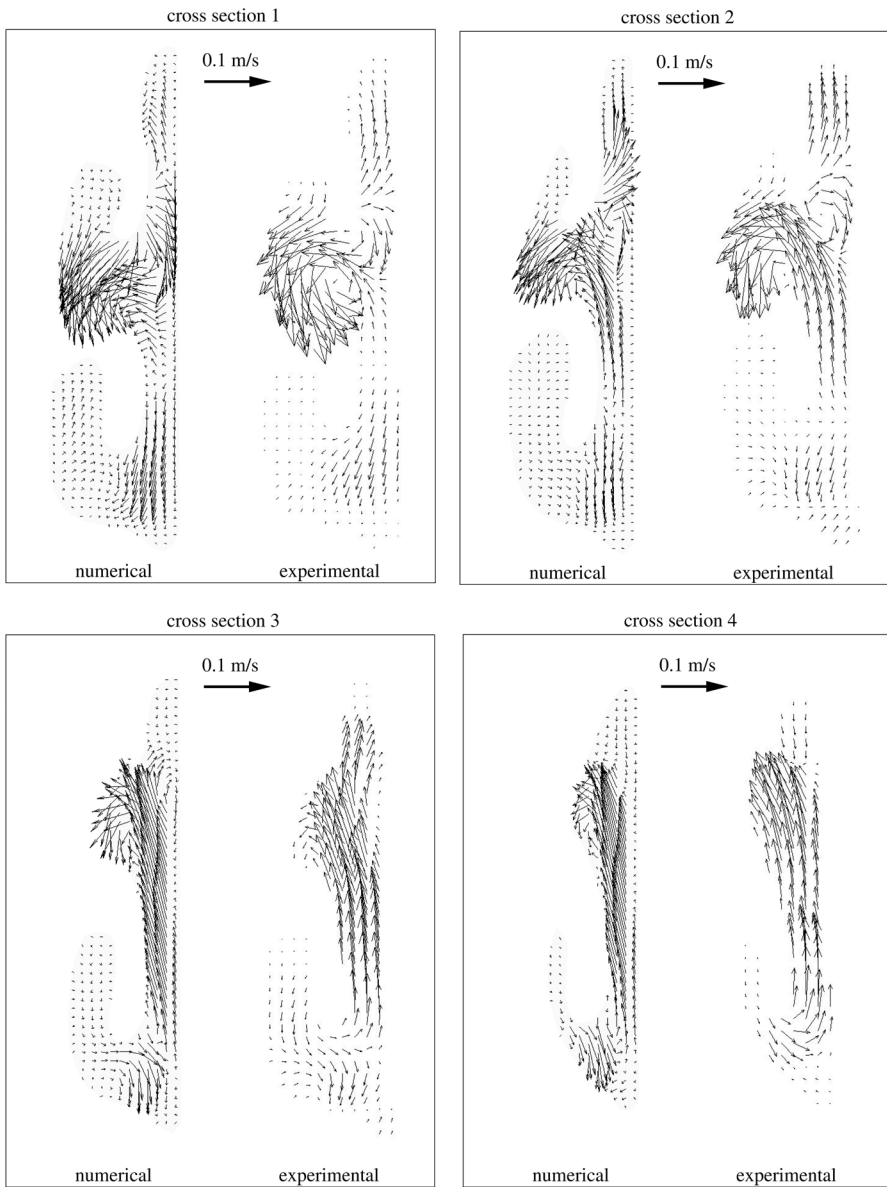 cross section 1
0.1 m/s
numerical
experimental
cross section 2
0.1 m/s
numerical
experimental
cross section 3
0.1 m/s
numerical
experimental
cross section 4
0.1 m/s
numerical
experimental